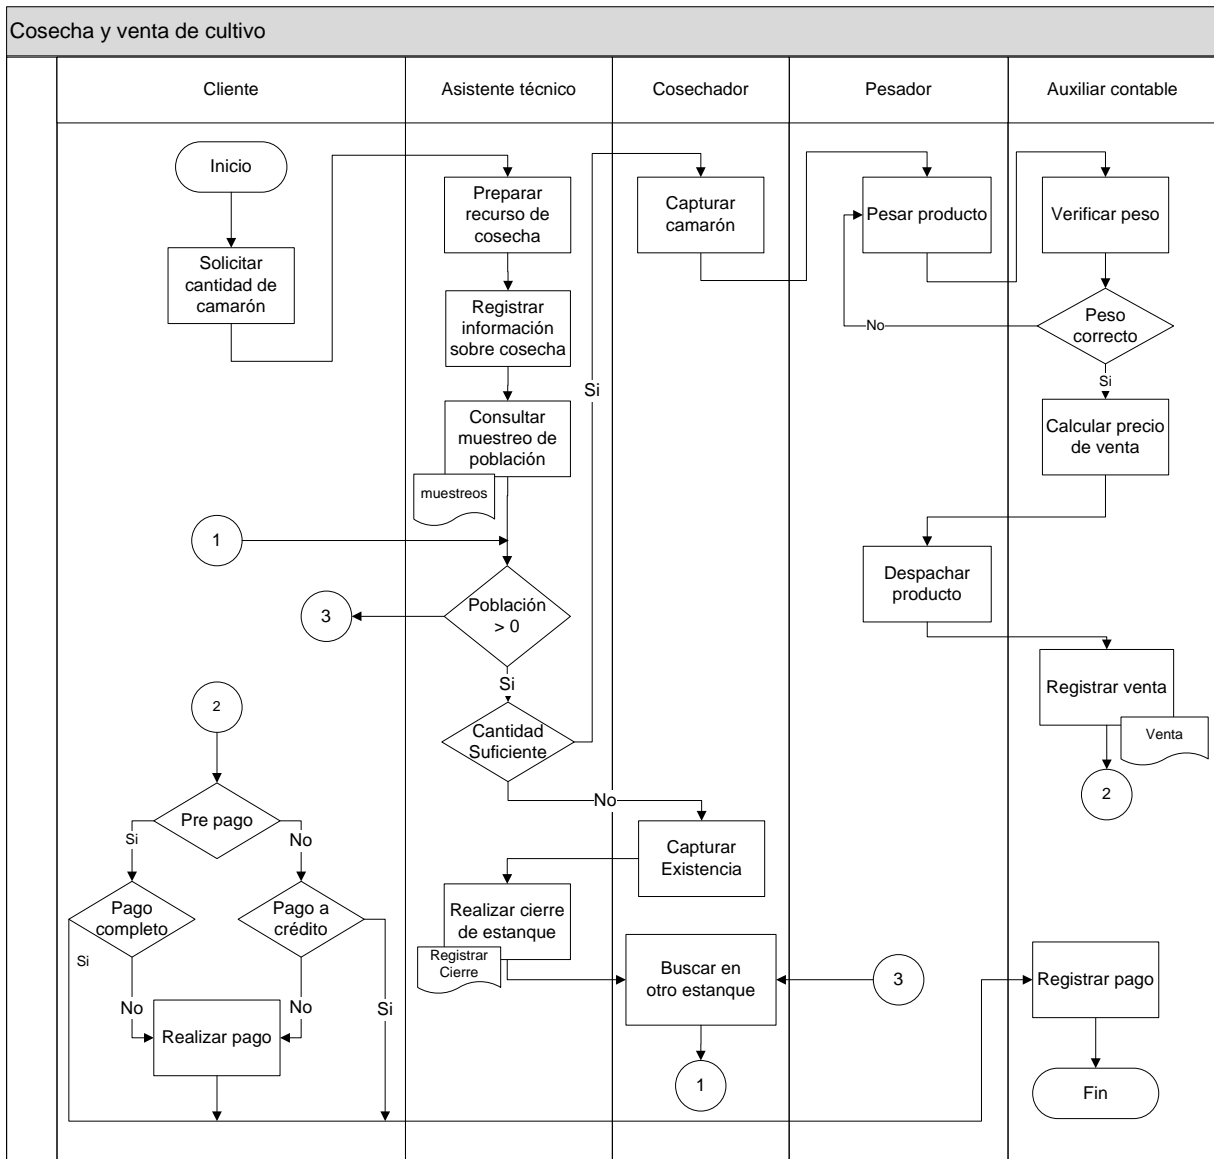 Cosecha y venta de cultivo
Cliente
Asistente técnico
Cosechador
Pesador
Auxiliar contable
Inicio
Solicitar
cantidad de
camarón
Preparar
recurso de
cosecha
Registrar
información
sobre cosecha
Consultar
muestreo de
población
muestreos
1
Población
> 0
3
Si
Cantidad
Suficiente
Si
No
Capturar
camarón
Pesar producto
Verificar peso
Peso
correcto
No
Si
Calcular precio
de venta
Despachar
producto
Registrar venta
Venta
2
2
Pre pago
Si
No
Pago
completo
Pago a
crédito
Si
No
No
Si
Realizar pago
Capturar
Existencia
Realizar cierre
de estanque
Registrar
Cierre
Buscar en
otro estanque
3
1
Registrar pago
Fin